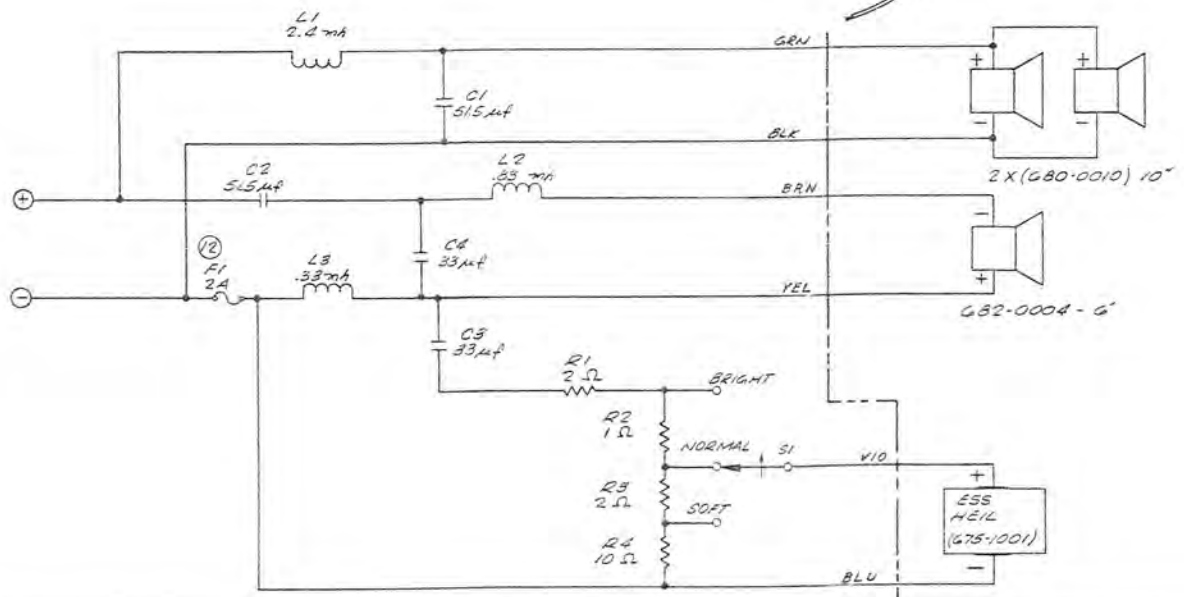 L1
2.4 mh
GRN
+
+
C1
51.5 µf
-
-
BLK
C2
51.5 µf
L2
.83 mh
BRN
2 X (680-0010) 10"
+
-
C4
33 µf
12
F1
2A
L3
.33 mh
+
-
YEL
682-0004 - 6"
C3
33 µf
R1
2 Ω
BRIGHT
R2
1 Ω
NORMAL
S1
VIO
+
R3
2 Ω
SOFT
ESS
HEIL
(675-1001)
R4
10 Ω
-
BLU